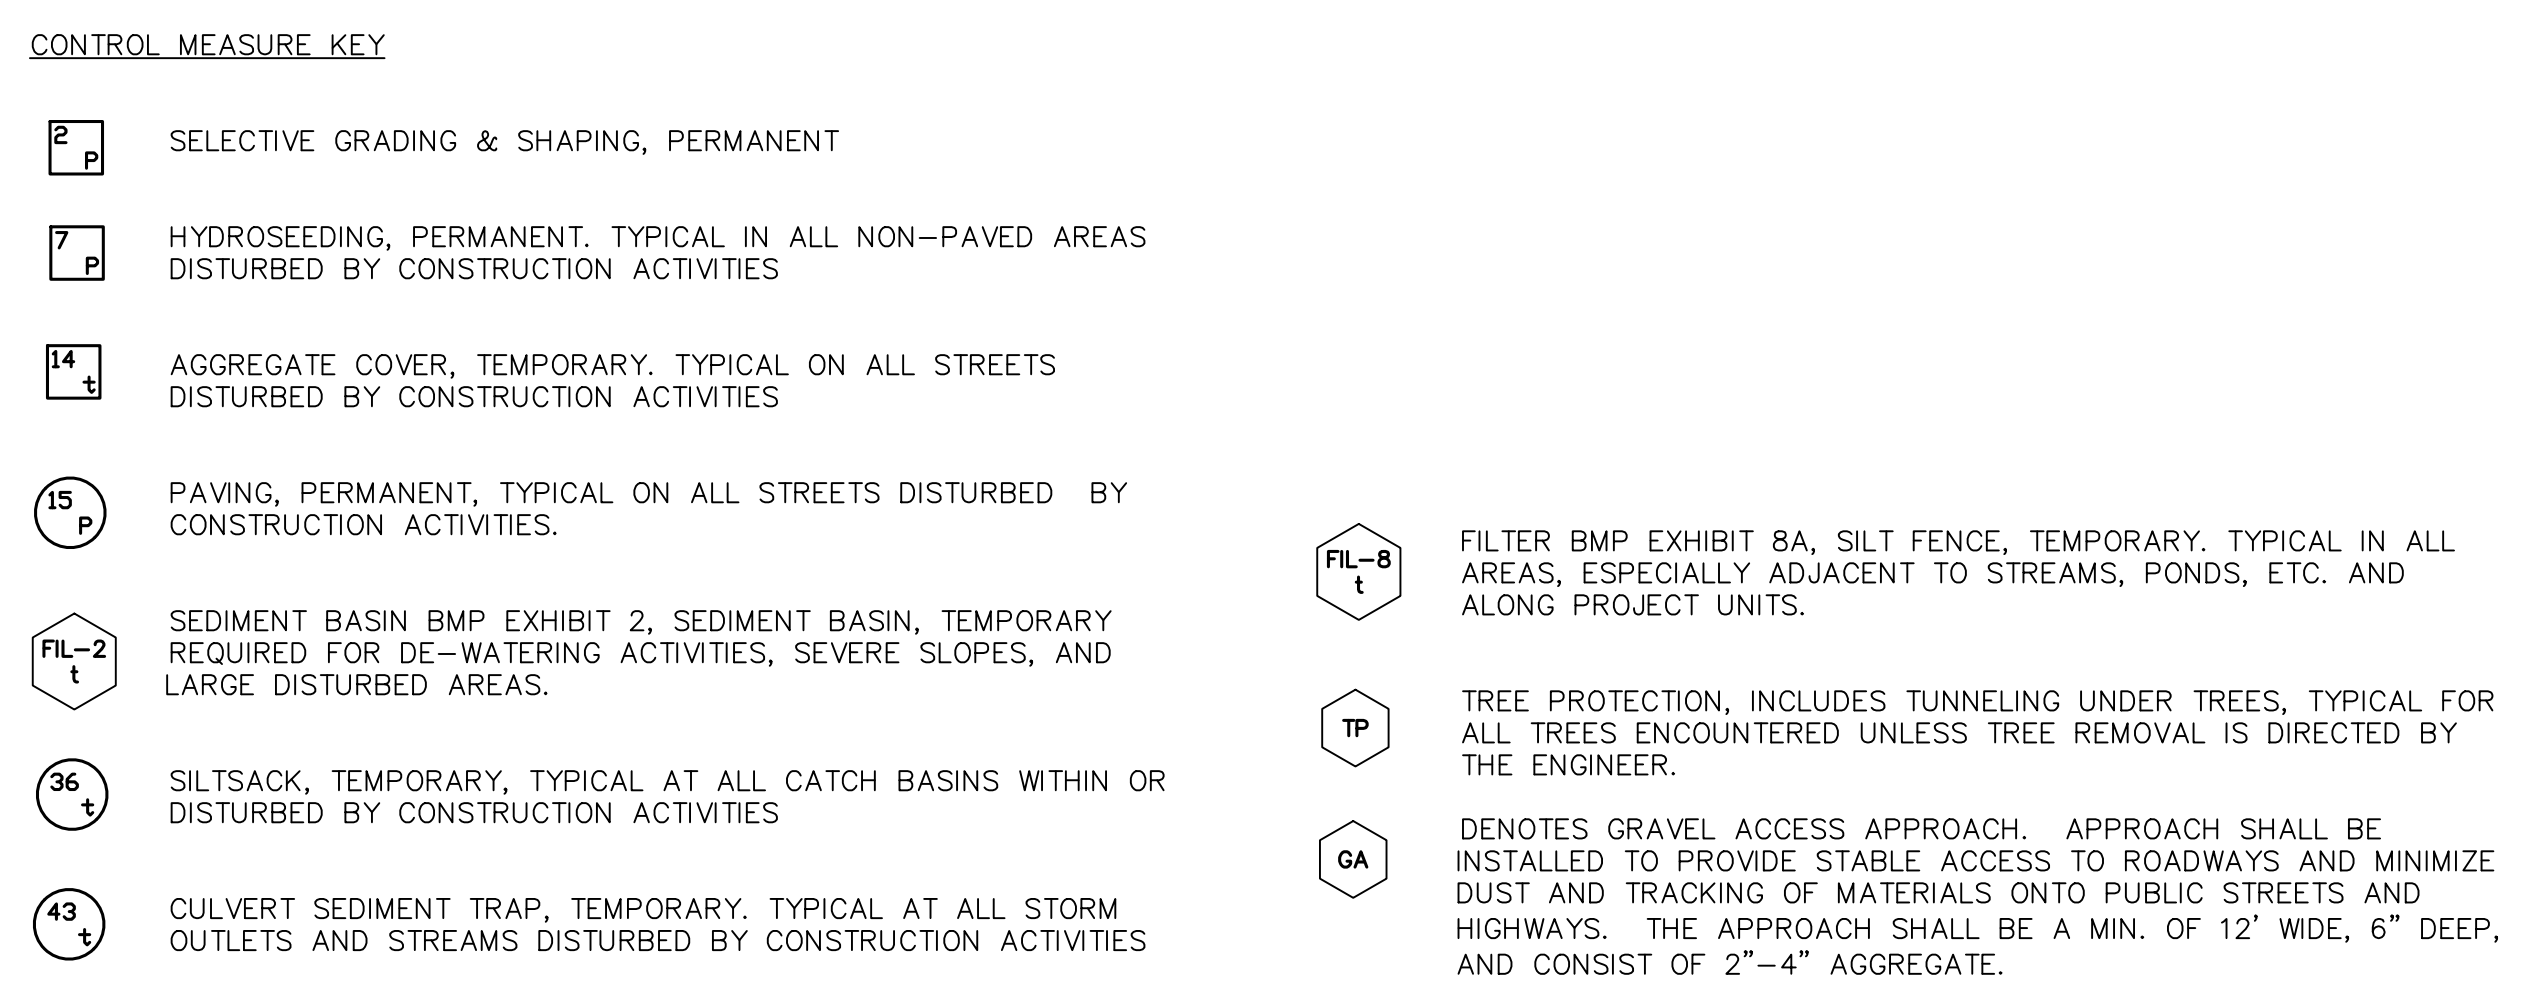 CONTROL MEASURE KEY
2
P
SELECTIVE GRADING & SHAPING, PERMANENT
7
P
HYDROSEEDING, PERMANENT. TYPICAL IN ALL NON-PAVED AREAS
DISTURBED BY CONSTRUCTION ACTIVITIES
14
t
AGGREGATE COVER, TEMPORARY. TYPICAL ON ALL STREETS
DISTURBED BY CONSTRUCTION ACTIVITIES
15
P
PAVING, PERMANENT, TYPICAL ON ALL STREETS DISTURBED BY
CONSTRUCTION ACTIVITIES.
FIL-2
t
SEDIMENT BASIN BMP EXHIBIT 2, SEDIMENT BASIN, TEMPORARY
REQUIRED FOR DE-WATERING ACTIVITIES, SEVERE SLOPES, AND
LARGE DISTURBED AREAS.
36
t
SILTSACK, TEMPORARY, TYPICAL AT ALL CATCH BASINS WITHIN OR
DISTURBED BY CONSTRUCTION ACTIVITIES
43
t
CULVERT SEDIMENT TRAP, TEMPORARY. TYPICAL AT ALL STORM
OUTLETS AND STREAMS DISTURBED BY CONSTRUCTION ACTIVITIES
FIL-8
t
FILTER BMP EXHIBIT 8A, SILT FENCE, TEMPORARY. TYPICAL IN ALL
AREAS, ESPECIALLY ADJACENT TO STREAMS, PONDS, ETC. AND
ALONG PROJECT UNITS.
TP
TREE PROTECTION, INCLUDES TUNNELING UNDER TREES, TYPICAL FOR
ALL TREES ENCOUNTERED UNLESS TREE REMOVAL IS DIRECTED BY
THE ENGINEER.
GA
DENOTES GRAVEL ACCESS APPROACH. APPROACH SHALL BE
INSTALLED TO PROVIDE STABLE ACCESS TO ROADWAYS AND MINIMIZE
DUST AND TRACKING OF MATERIALS ONTO PUBLIC STREETS AND
HIGHWAYS. THE APPROACH SHALL BE A MIN. OF 12’ WIDE, 6” DEEP,
AND CONSIST OF 2”-4” AGGREGATE.